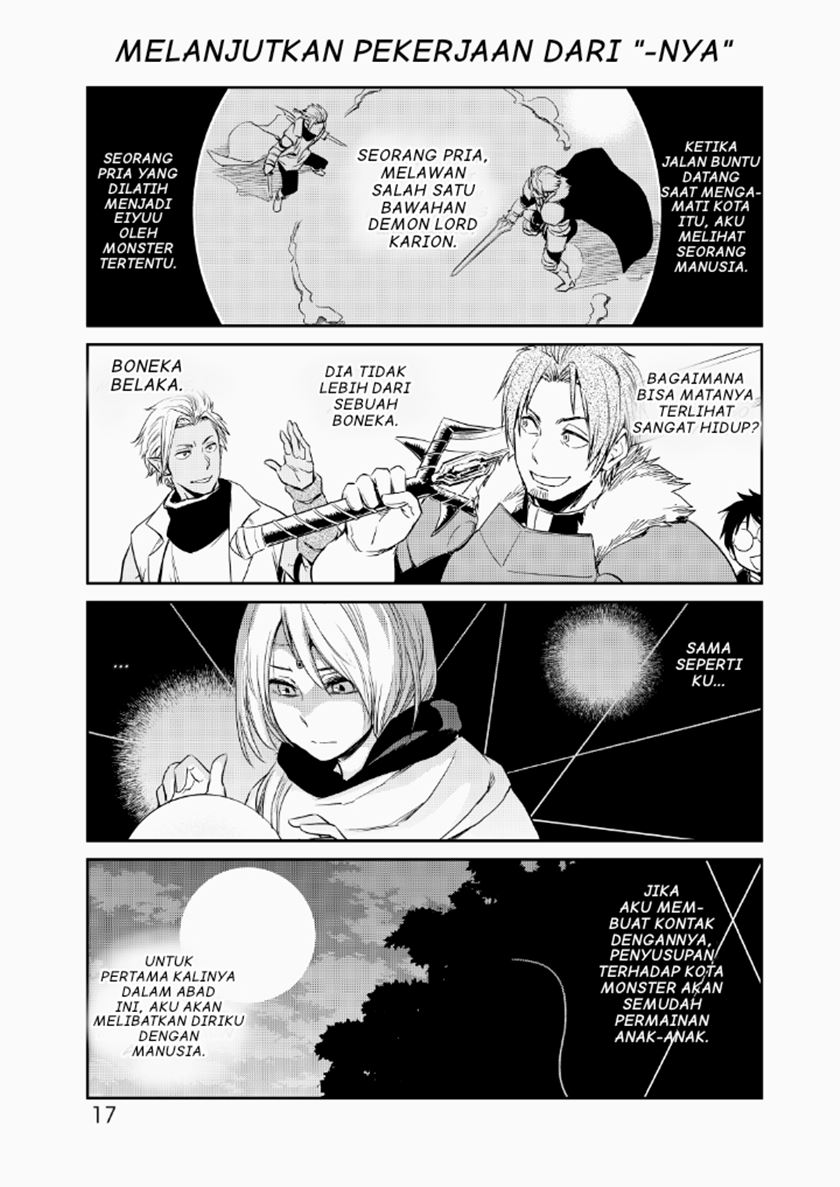 MELANJUTKAN PEKERJAAN DARI "-NYA"
KETIKA
JALAN BUNTU
DATANG
SAAT MENGA-
MATI KOTA
ITU, AKU
MELIHAT
SEORANG
MANUSIA.
SEORANG PRIA,
MELAWAN
SALAH SATU
BAWAHAN
DEMON LORD
KARION.
SEORANG
PRIA YANG
DILATIH
MENJADI
EIYUU
OLEH
MONSTER
TERTENTU.
BAGAIMANA
BISA MATANYA
TERLIHAT
SANGAT HIDUP?
DIA TIDAK
LEBIH DARI
SEBUAH
BONEKA.
BONEKA
BELAKA.
SAMA
SEPERTI
KU...
...
JIKA
AKU MEM-
BUAT KONTAK
DENGANNYA,
PENYUSUPAN
TERHADAP KOTA
MONSTER AKAN
SEMUDAH
PERMAINAN
ANAK-ANAK.
UNTUK
PERTAMA KALINYA
DALAM ABAD
INI, AKU AKAN
MELIBATKAN DIRIKU
DENGAN
MANUSIA.
17